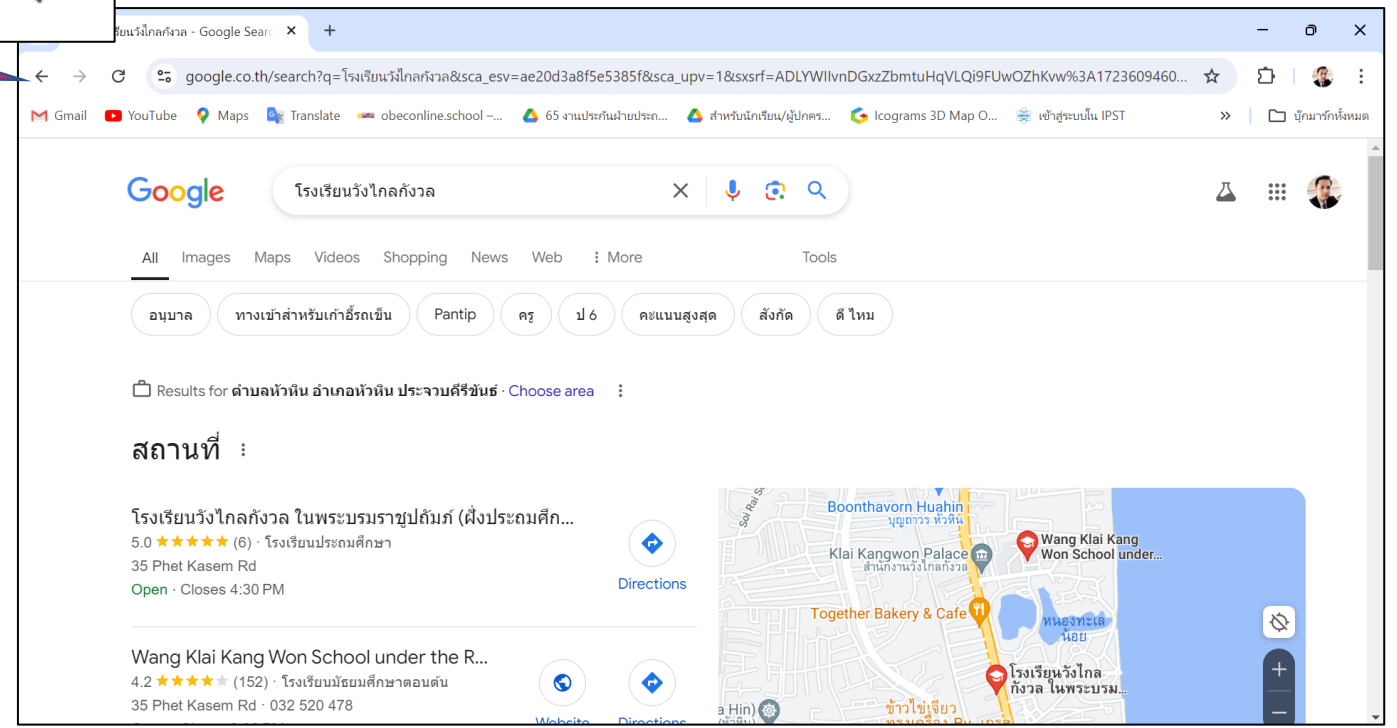 รียนวังไกลกังวล - Google Searc
google.co.th/search?q=โรงเรียนวังไกลกังวล&sca_esv=ae20d3a8f5e5385f&sca_upv=1&sxsrf=ADLYWIIvnDGxzZbmtuHqVLQi9FUwOZhKvw%3A1723609460...
Gmail YouTube Maps Translate obeconline.school –... 65 งานประกันฝ่ายประถ... สำหรับนักเรียน/ผู้ปกคร... Icograms 3D Map O... เข้าสู่ระบบใน IPST » บุ๊กมาร์กทั้งหมด
Google โรงเรียนวังไกลกังวล
All Images Maps Videos Shopping News Web More Tools
อนุบาล ทางเข้าสำหรับเก้าอี้รถเข็น Pantip ครู ป 6 คะแนนสูงสุด สังกัด ดี ไหม
Results for ตำบลหัวหิน อำเภอหัวหิน ประจวบคีรีขันธ์ · Choose area
สถานที่
โรงเรียนวังไกลกังวล ในพระบรมราชูปถัมภ์ (ฝั่งประถมศึก...
5.0 ★★★★★ (6) · โรงเรียนประถมศึกษา
35 Phet Kasem Rd
Open · Closes 4:30 PM
Directions
Wang Klai Kang Won School under the R...
4.2 ★★★★★ (152) · โรงเรียนมัธยมศึกษาตอนต้น
35 Phet Kasem Rd · 032 520 478
Website Directions
Soi Rai
Boonthavorn Huahin
บุญถาวร หัวหิน
Klai Kangwon Palace
สำนักงานวังไกลกังวล
Wang Klai Kang
Won School under...
Together Bakery & Cafe
หนองทะเล
น้อย
โรงเรียนวังไกล
กังวล ในพระบรม...
a Hin)
(หัวหิน)
ข้าวไข่เจียว